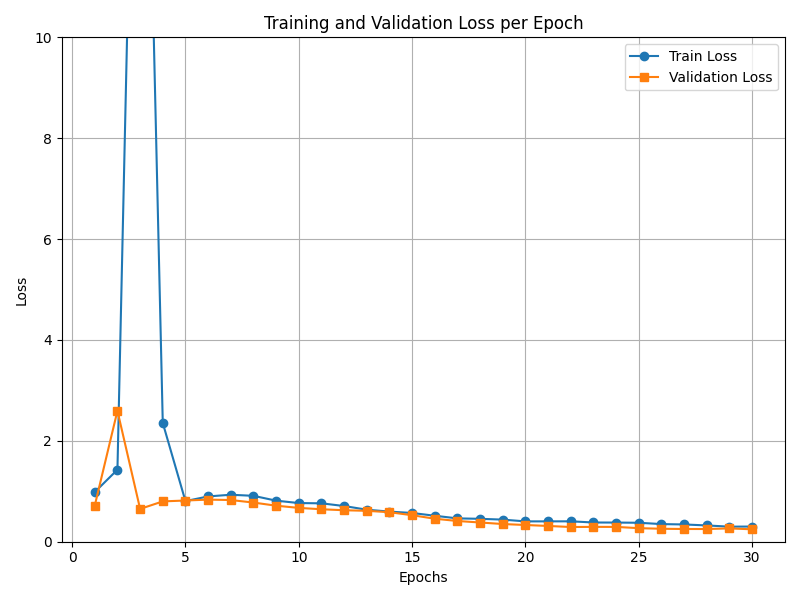 Training and Validation Loss per Epoch
Train Loss
Validation Loss
10
8
6
4
2
0
Loss
0 5 10 15 20 25 30
Epochs